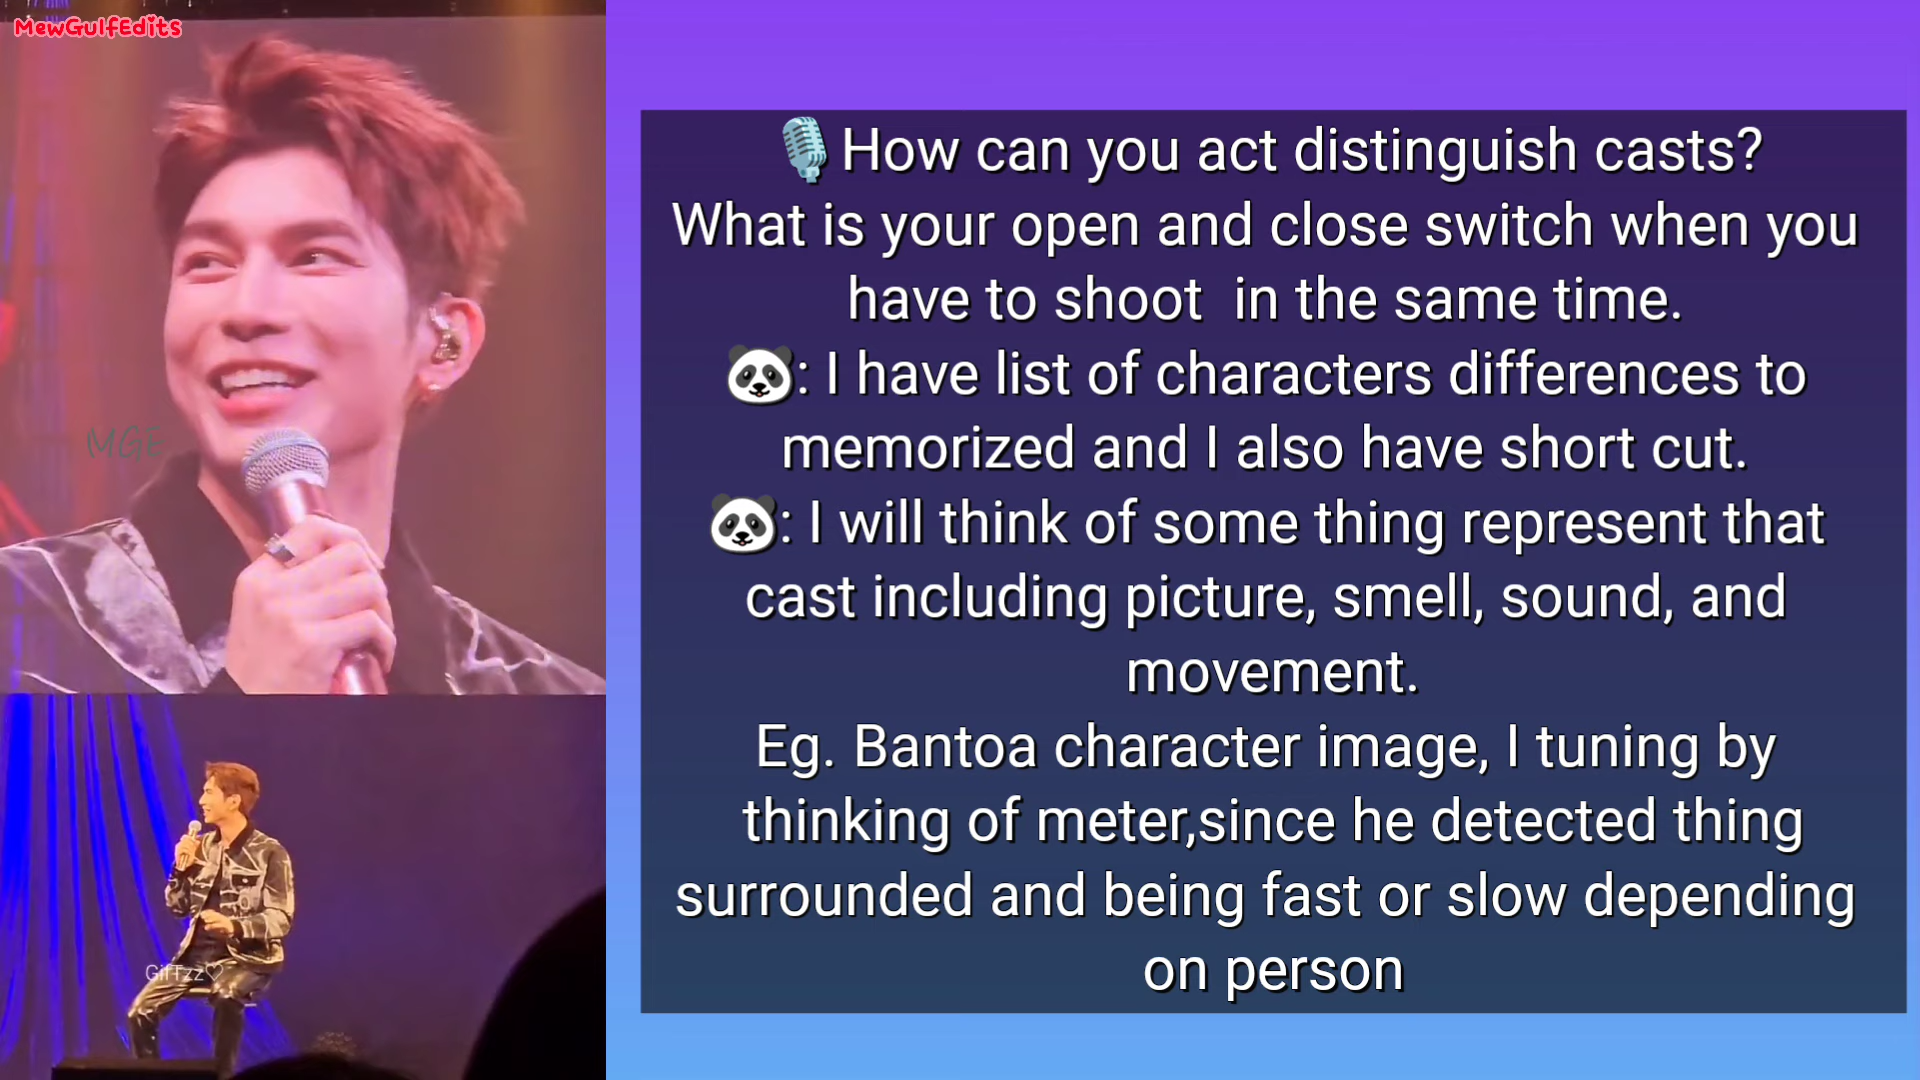 MewGulfEdits
🎙️How can you act distinguish casts?
What is your open and close switch when you
have to shoot  in the same time.
🐼: I have list of characters differences to
memorized and I also have short cut.
🐼: I will think of some thing represent that
cast including picture, smell, sound, and
movement.
Eg. Bantoa character image, I tuning by
thinking of meter,since he detected thing
surrounded and being fast or slow depending
on person
MGE
GifTzz♡